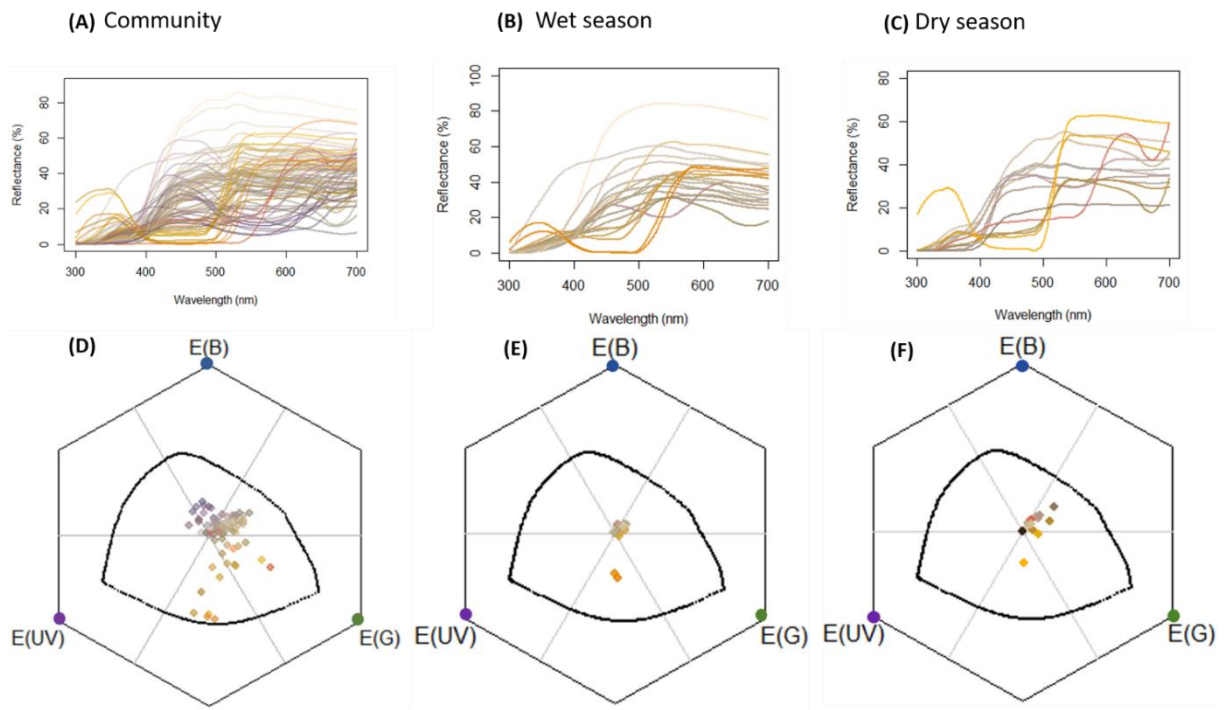 (A) Community
(B) Wet season
(C) Dry season
Reflectance (%)
80
60
40
20
0
300 400 500 600 700
Wavelength (nm)
Reflectance (%)
100
80
60
40
20
0
300 400 500 600 700
Wavelength (nm)
Reflectance (%)
80
60
40
20
0
300 400 500 600 700
Wavelength (nm)
(D)
E(B)
E(UV)
E(G)
(E)
E(B)
E(UV)
E(G)
(F)
E(B)
E(UV)
E(G)